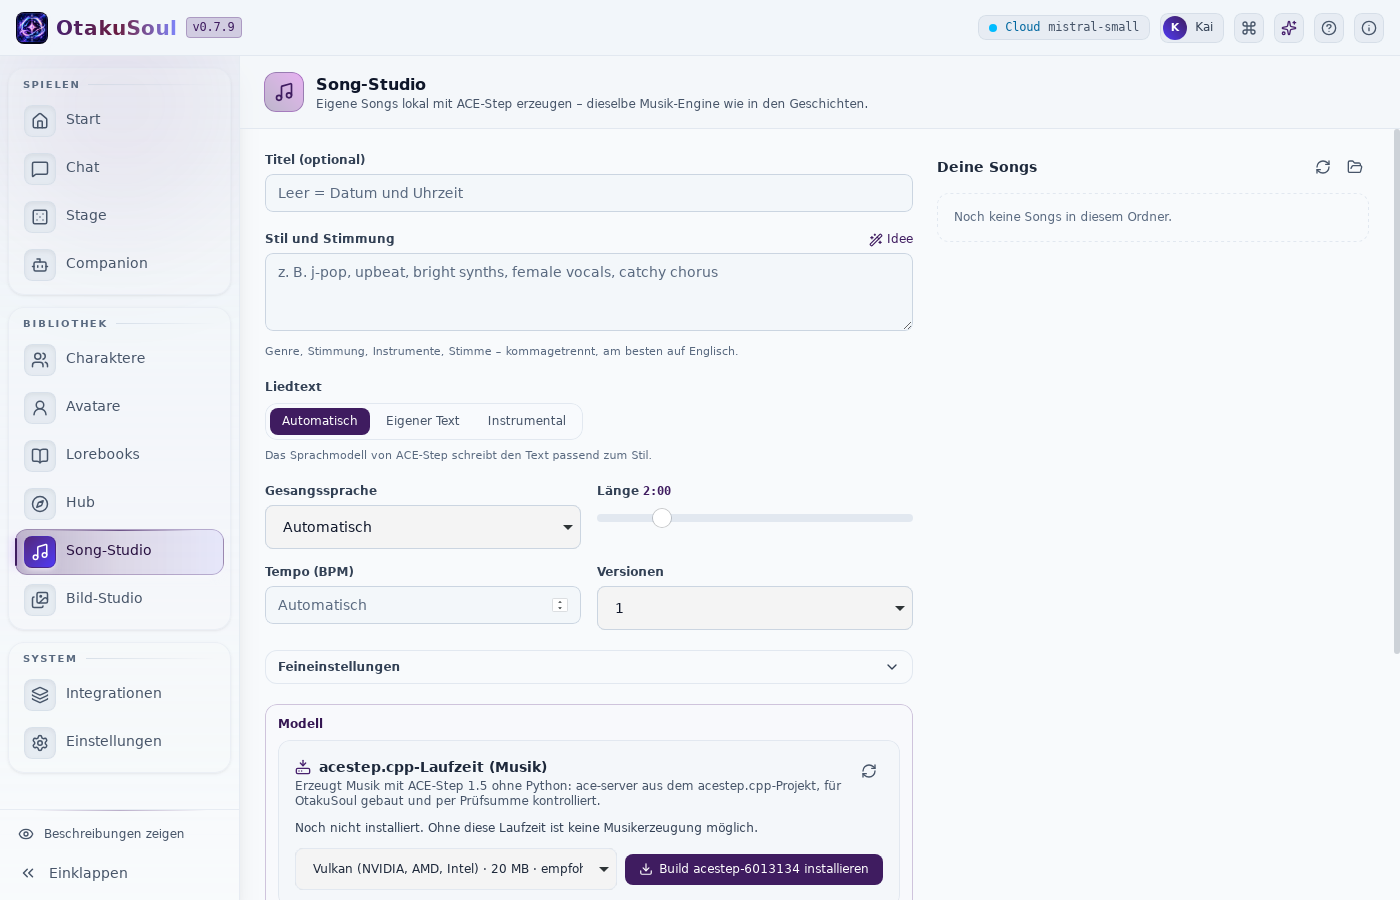 OtakuSoul v0.7.9
Cloud mistral-small
K Kai
SPIELEN
Start
Chat
Stage
Companion
BIBLIOTHEK
Charaktere
Avatare
Lorebooks
Hub
Song-Studio
Bild-Studio
SYSTEM
Integrationen
Einstellungen
Beschreibungen zeigen
Einklappen
Song-Studio
Eigene Songs lokal mit ACE-Step erzeugen – dieselbe Musik-Engine wie in den Geschichten.
Titel (optional)
Leer = Datum und Uhrzeit
Stil und Stimmung
Idee
z. B. j-pop, upbeat, bright synths, female vocals, catchy chorus
Genre, Stimmung, Instrumente, Stimme – kommagetrennt, am besten auf Englisch.
Liedtext
Automatisch Eigener Text Instrumental
Das Sprachmodell von ACE-Step schreibt den Text passend zum Stil.
Gesangssprache
Automatisch
Länge 2:00
Tempo (BPM)
Automatisch
Versionen
1
Feineinstellungen
Modell
acestep.cpp-Laufzeit (Musik)
Erzeugt Musik mit ACE-Step 1.5 ohne Python: ace-server aus dem acestep.cpp-Projekt, für
OtakuSoul gebaut und per Prüfsumme kontrolliert.
Noch nicht installiert. Ohne diese Laufzeit ist keine Musikerzeugung möglich.
Vulkan (NVIDIA, AMD, Intel) · 20 MB · empfoh
Build acestep-6013134 installieren
Deine Songs
Noch keine Songs in diesem Ordner.